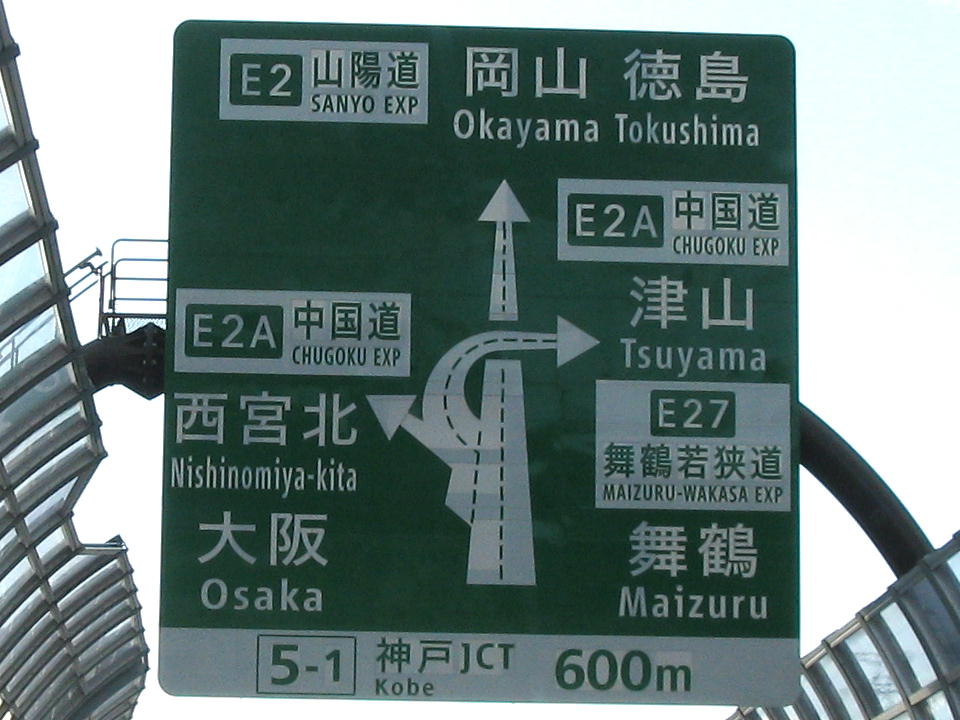 E2 山陽道
SANYO EXP
岡山 徳島
Okayama Tokushima
E2A 中国道
CHUGOKU EXP
津山
Tsuyama
E27
舞鶴若狭道
MAIZURU-WAKASA EXP
舞鶴
Maizuru
E2A 中国道
CHUGOKU EXP
西宮北
Nishinomiya-kita
大阪
Osaka
5-1 神戸JCT 600m
Kobe